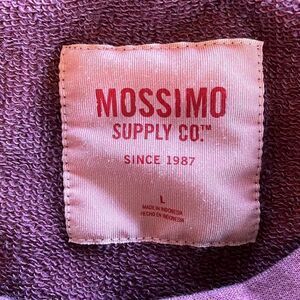 MOSSIMO
SUPPLY CO.™
SINCE 1987
L
MADE IN INDONESIA
HECHO EN INDONESIA